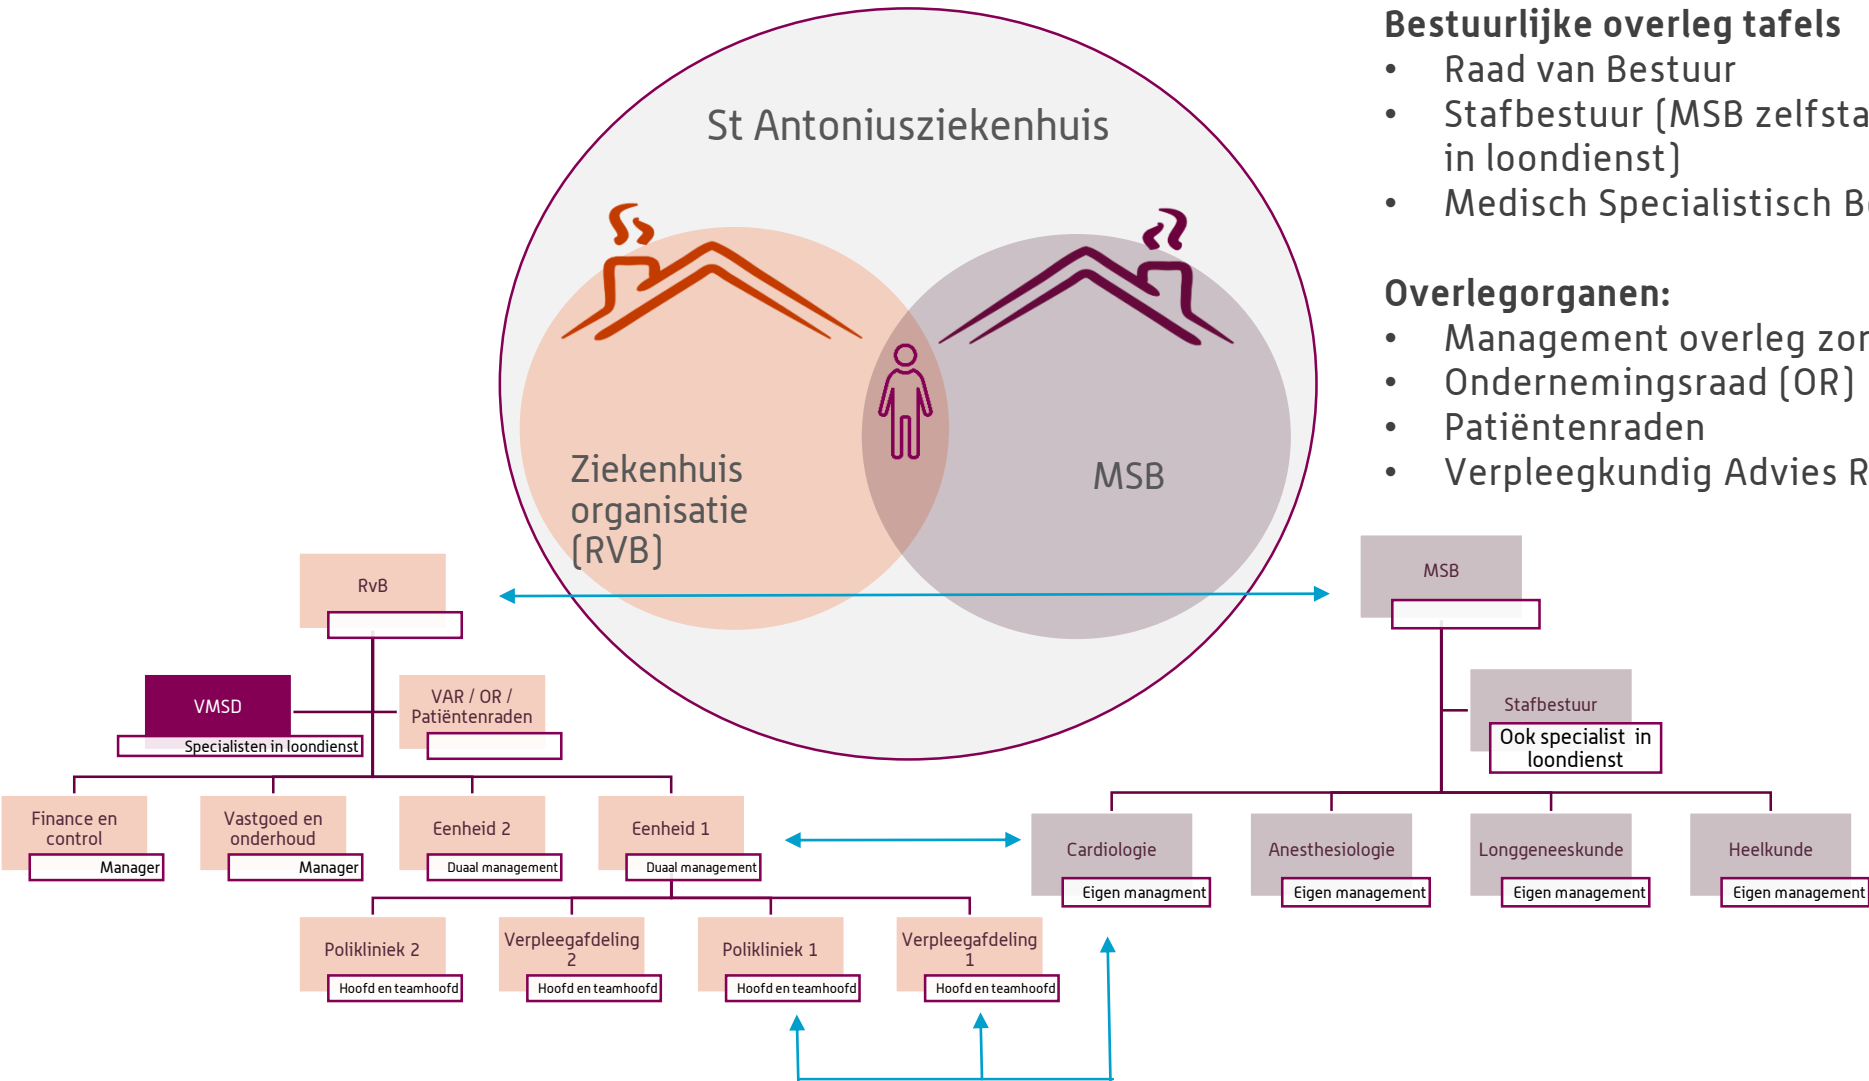 Bestuurlijke overleg tafels
• Raad van Bestuur
• Stafbestuur (MSB
in loondienst)
• Medisch Specialistisch
Overlegorganen:
• Management overleg
• Ondernemingsraad (OR)
• Patiëntenraden
• Verpleegkundig Advies
St Antoniusziekenhuis
Ziekenhuis
organisatie
(RVB)
MSB
RvB
VMSD
Specialisten in loondienst
VAR / OR /
Patiëntenraden
Finance en
control
Manager
Vastgoed en
onderhoud
Manager
Eenheid 2
Duaal management
Eenheid 1
Duaal management
Polikliniek 2
Hoofd en teamhoofd
Verpleegafdeling
2
Hoofd en teamhoofd
Polikliniek 1
Hoofd en teamhoofd
Verpleegafdeling
1
Hoofd en teamhoofd
MSB
Stafbestuur
Ook specialist in
loondienst
Cardiologie
Eigen managment
Anesthesiologie
Eigen management
Longgeneeskunde
Eigen management
Heelkunde
Eigen management